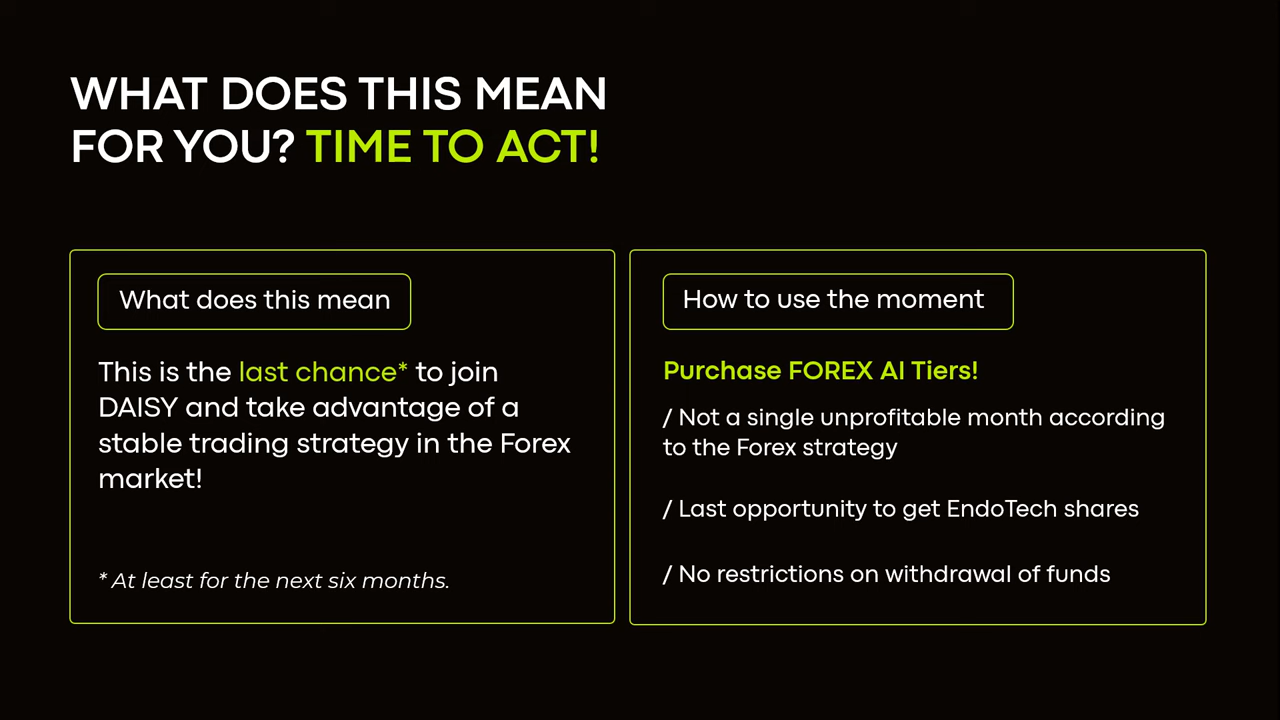 WHAT DOES THIS MEAN
FOR YOU? TIME TO ACT!
What does this mean
This is the last chance* to join
DAISY and take advantage of a
stable trading strategy in the Forex
market!
* At least for the next six months.
How to use the moment
Purchase FOREX AI Tiers!
/ Not a single unprofitable month according
to the Forex strategy
/ Last opportunity to get EndoTech shares
/ No restrictions on withdrawal of funds